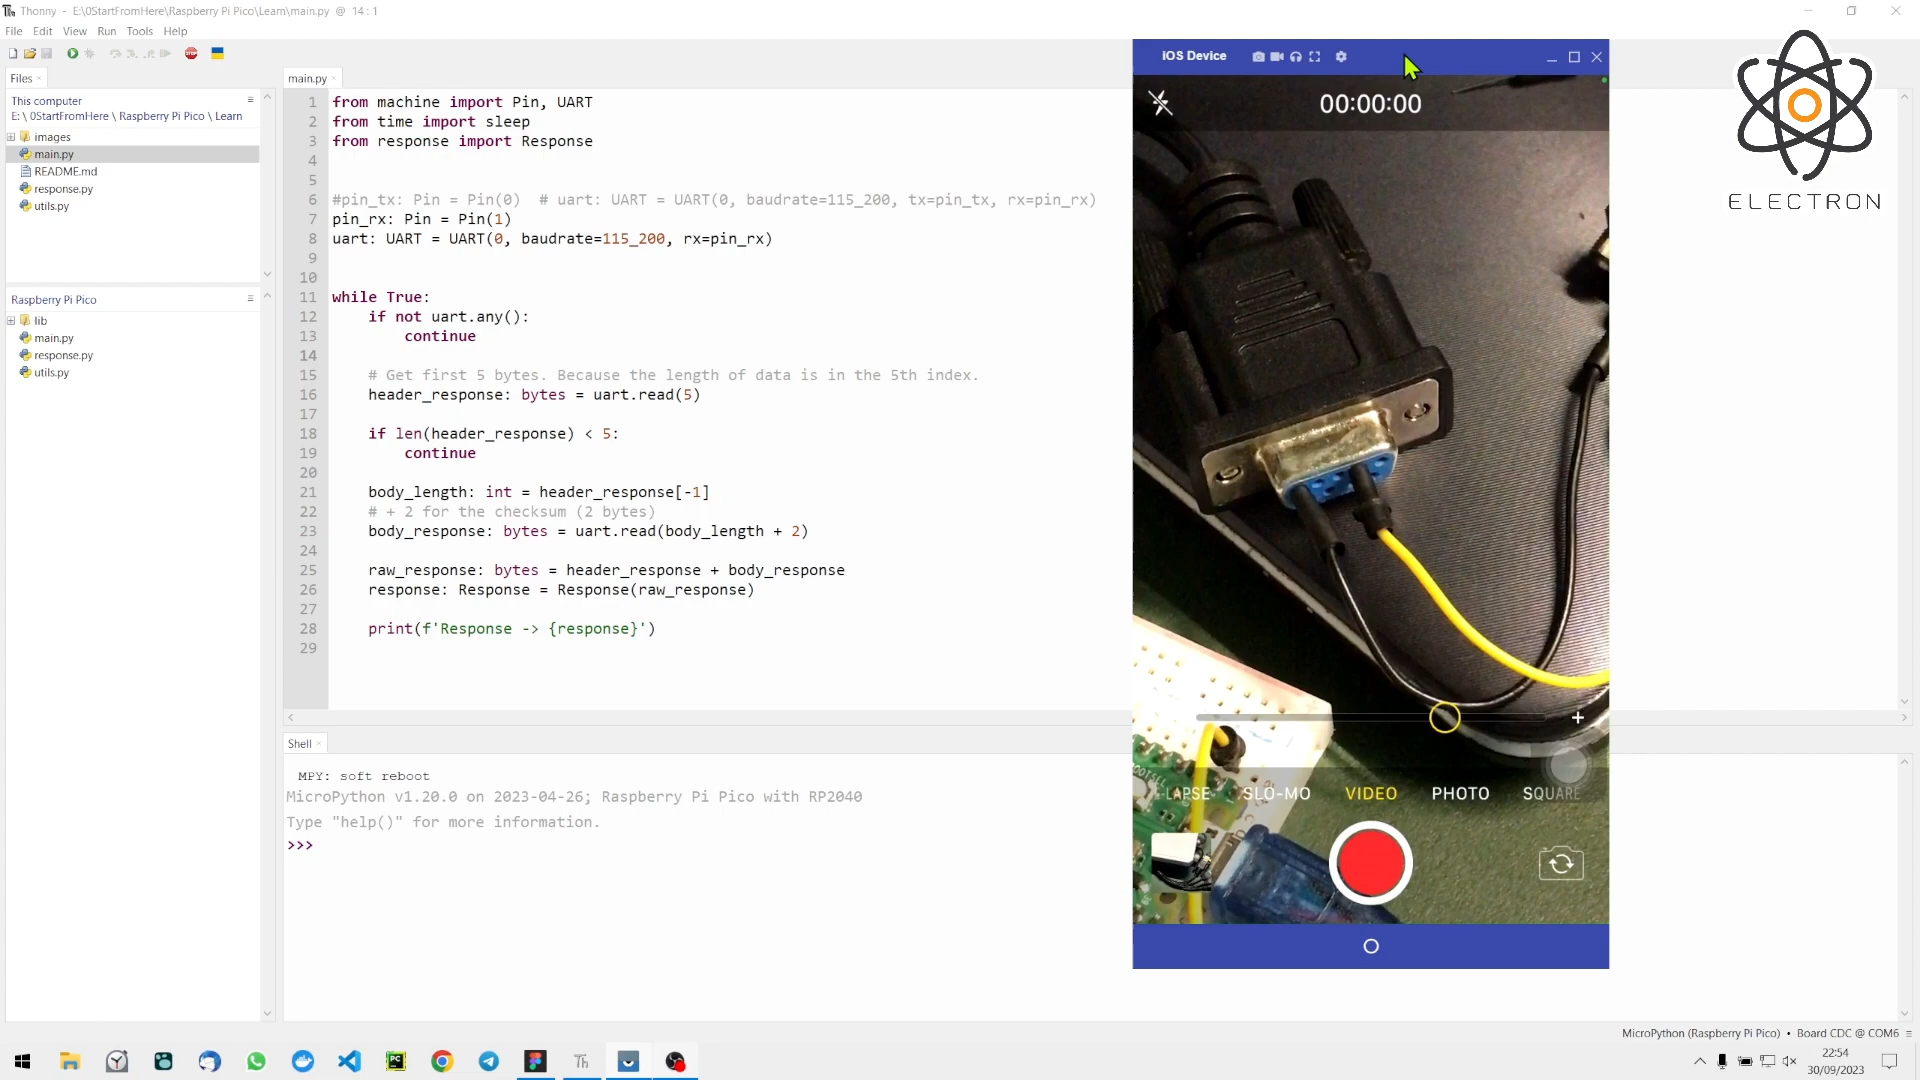 Thonny - E:\0StartFromHere\Raspberry Pi Pico\Learn\main.py @ 14 : 1
File Edit View Run Tools Help
Files
This computer
E: \ 0StartFromHere \ Raspberry Pi Pico \ Learn
images
main.py
README.md
response.py
utils.py
Raspberry Pi Pico
lib
main.py
response.py
utils.py
main.py
1 from machine import Pin, UART
2 from time import sleep
3 from response import Response
4
5
6 #pin_tx: Pin = Pin(0)  # uart: UART = UART(0, baudrate=115_200, tx=pin_tx, rx=pin_rx)
7 pin_rx: Pin = Pin(1)
8 uart: UART = UART(0, baudrate=115_200, rx=pin_rx)
9
10
11 while True:
12     if not uart.any():
13         continue
14
15     # Get first 5 bytes. Because the length of data is in the 5th index.
16     header_response: bytes = uart.read(5)
17
18     if len(header_response) < 5:
19         continue
20
21     body_length: int = header_response[-1]
22     # + 2 for the checksum (2 bytes)
23     body_response: bytes = uart.read(body_length + 2)
24
25     raw_response: bytes = header_response + body_response
26     response: Response = Response(raw_response)
27
28     print(f'Response -> {response}')
29
Shell
MPY: soft reboot
MicroPython v1.20.0 on 2023-04-26; Raspberry Pi Pico with RP2040
Type "help()" for more information.
>>>
iOS Device
00:00:00
LAPSE SLO-MO VIDEO PHOTO SQUARE
ELECTRON
MicroPython (Raspberry Pi Pico) • Board CDC @ COM6
22:54
30/09/2023